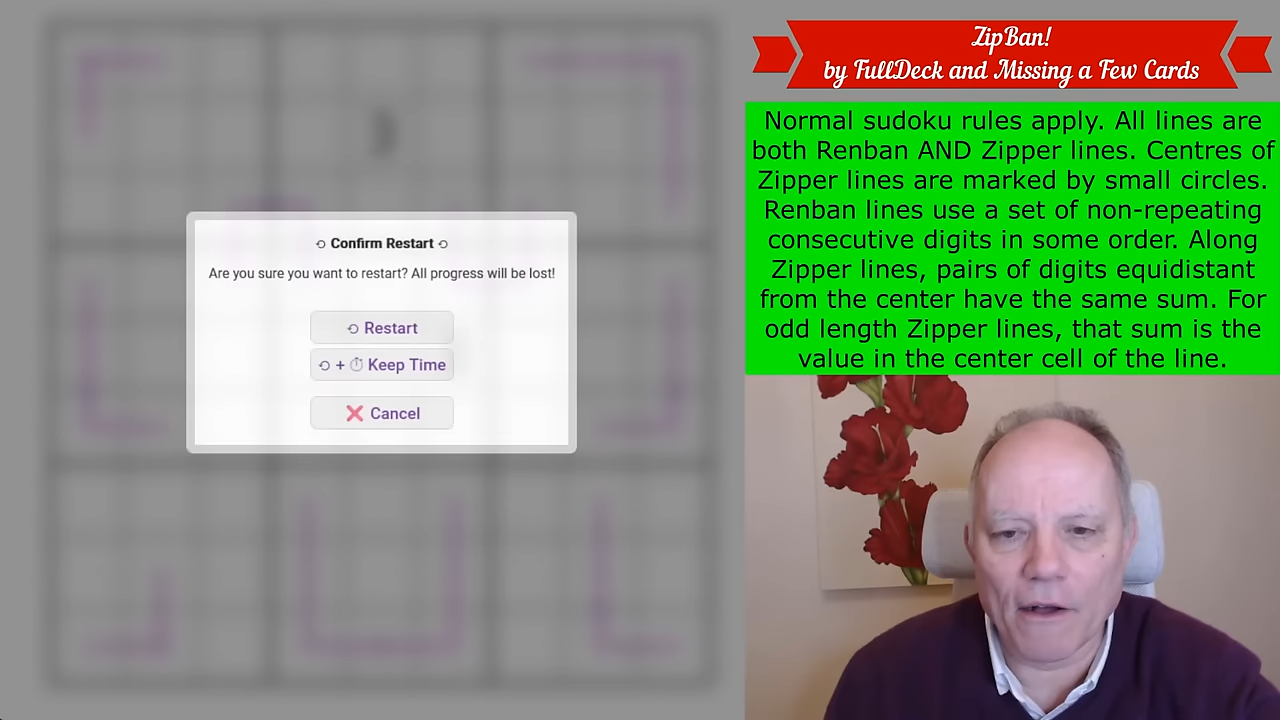 ZipBan!
by FullDeck and Missing a Few Cards
Normal sudoku rules apply. All lines are
both Renban AND Zipper lines. Centres of
Zipper lines are marked by small circles.
Renban lines use a set of non-repeating
consecutive digits in some order. Along
Zipper lines, pairs of digits equidistant
from the center have the same sum. For
odd length Zipper lines, that sum is the
value in the center cell of the line.
⟲ Confirm Restart ⟲
Are you sure you want to restart? All progress will be lost!
⟲ Restart
⟲ + ⏱ Keep Time
❌ Cancel